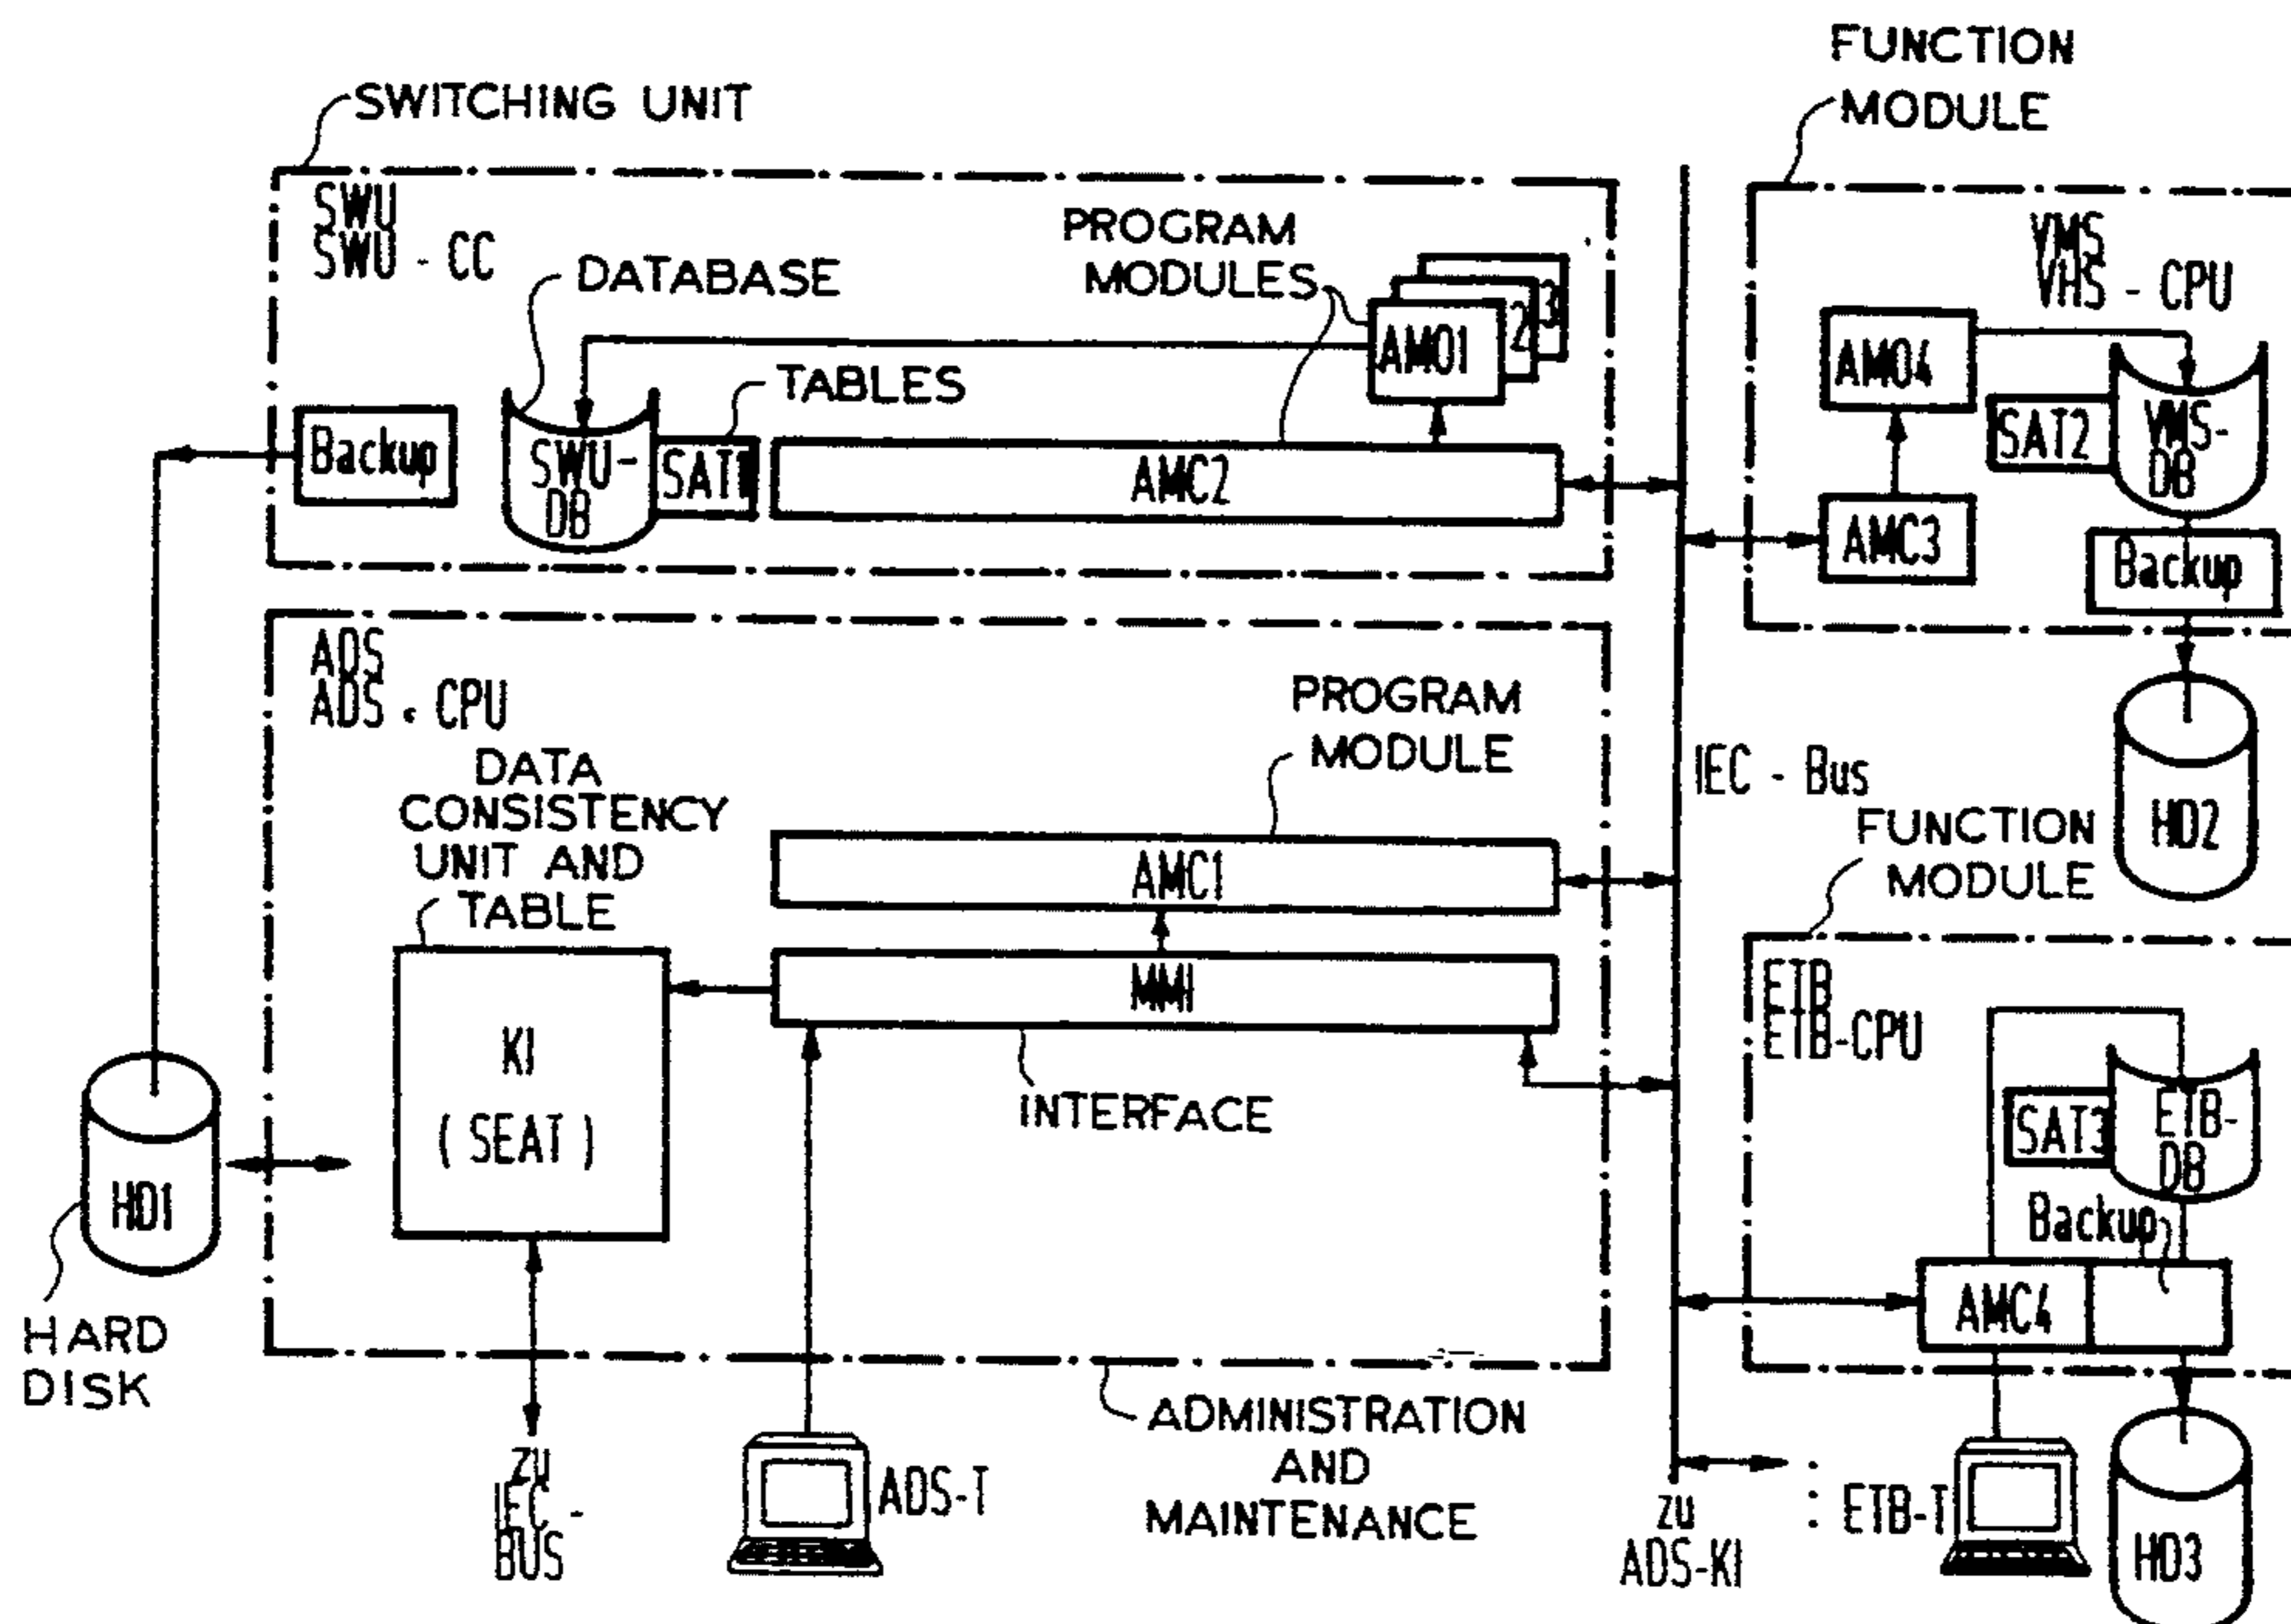 FUNCTION
MODULE
SWITCHING UNIT
SWU
SWU - CC
DATABASE
PROGRAM
MODULES
AMO1
2
3
TABLES
Backup
SWU-
DB
SAT1
AMC2
VMS
VHS - CPU
AMO4
SAT2
VMS-
DB
AMC3
Backup
HD2
ADS
ADS - CPU
DATA
CONSISTENCY
UNIT AND
TABLE
PROGRAM
MODULE
AMC1
MMI
INTERFACE
KI
( SEAT )
HD1
HARD
DISK
IEC - Bus
FUNCTION
MODULE
ETB
ETB-CPU
SAT3
ETB-
DB
Backup
AMC4
ADMINISTRATION
AND
MAINTENANCE
zu
IEC -
BUS
ADS-T
zu
ADS-KI
ETB-T
HD3